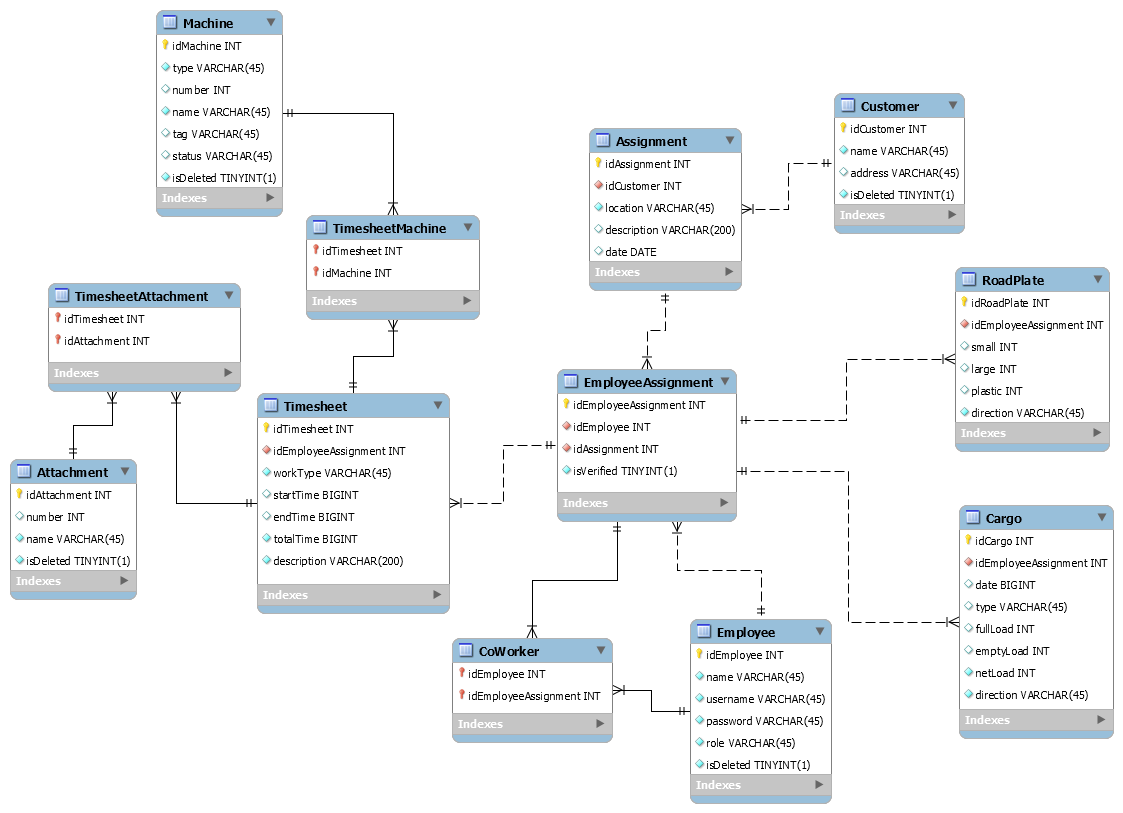 Machine
idMachine INT
type VARCHAR(45)
number INT
name VARCHAR(45)
tag VARCHAR(45)
status VARCHAR(45)
isDeleted TINYINT(1)
Indexes
Customer
idCustomer INT
name VARCHAR(45)
address VARCHAR(45)
isDeleted TINYINT(1)
Indexes
Assignment
idAssignment INT
idCustomer INT
location VARCHAR(45)
description VARCHAR(200)
date DATE
Indexes
TimesheetMachine
idTimesheet INT
idMachine INT
Indexes
RoadPlate
idRoadPlate INT
idEmployeeAssignment INT
small INT
large INT
plastic INT
direction VARCHAR(45)
Indexes
TimesheetAttachment
idTimesheet INT
idAttachment INT
Indexes
EmployeeAssignment
idEmployeeAssignment INT
idEmployee INT
idAssignment INT
isVerified TINYINT(1)
Indexes
Timesheet
idTimesheet INT
idEmployeeAssignment INT
workType VARCHAR(45)
startTime BIGINT
endTime BIGINT
totalTime BIGINT
description VARCHAR(200)
Indexes
Attachment
idAttachment INT
number INT
name VARCHAR(45)
isDeleted TINYINT(1)
Indexes
Cargo
idCargo INT
idEmployeeAssignment INT
date BIGINT
type VARCHAR(45)
fullLoad INT
emptyLoad INT
netLoad INT
direction VARCHAR(45)
Indexes
CoWorker
idEmployee INT
idEmployeeAssignment INT
Indexes
Employee
idEmployee INT
name VARCHAR(45)
username VARCHAR(45)
password VARCHAR(45)
role VARCHAR(45)
isDeleted TINYINT(1)
Indexes